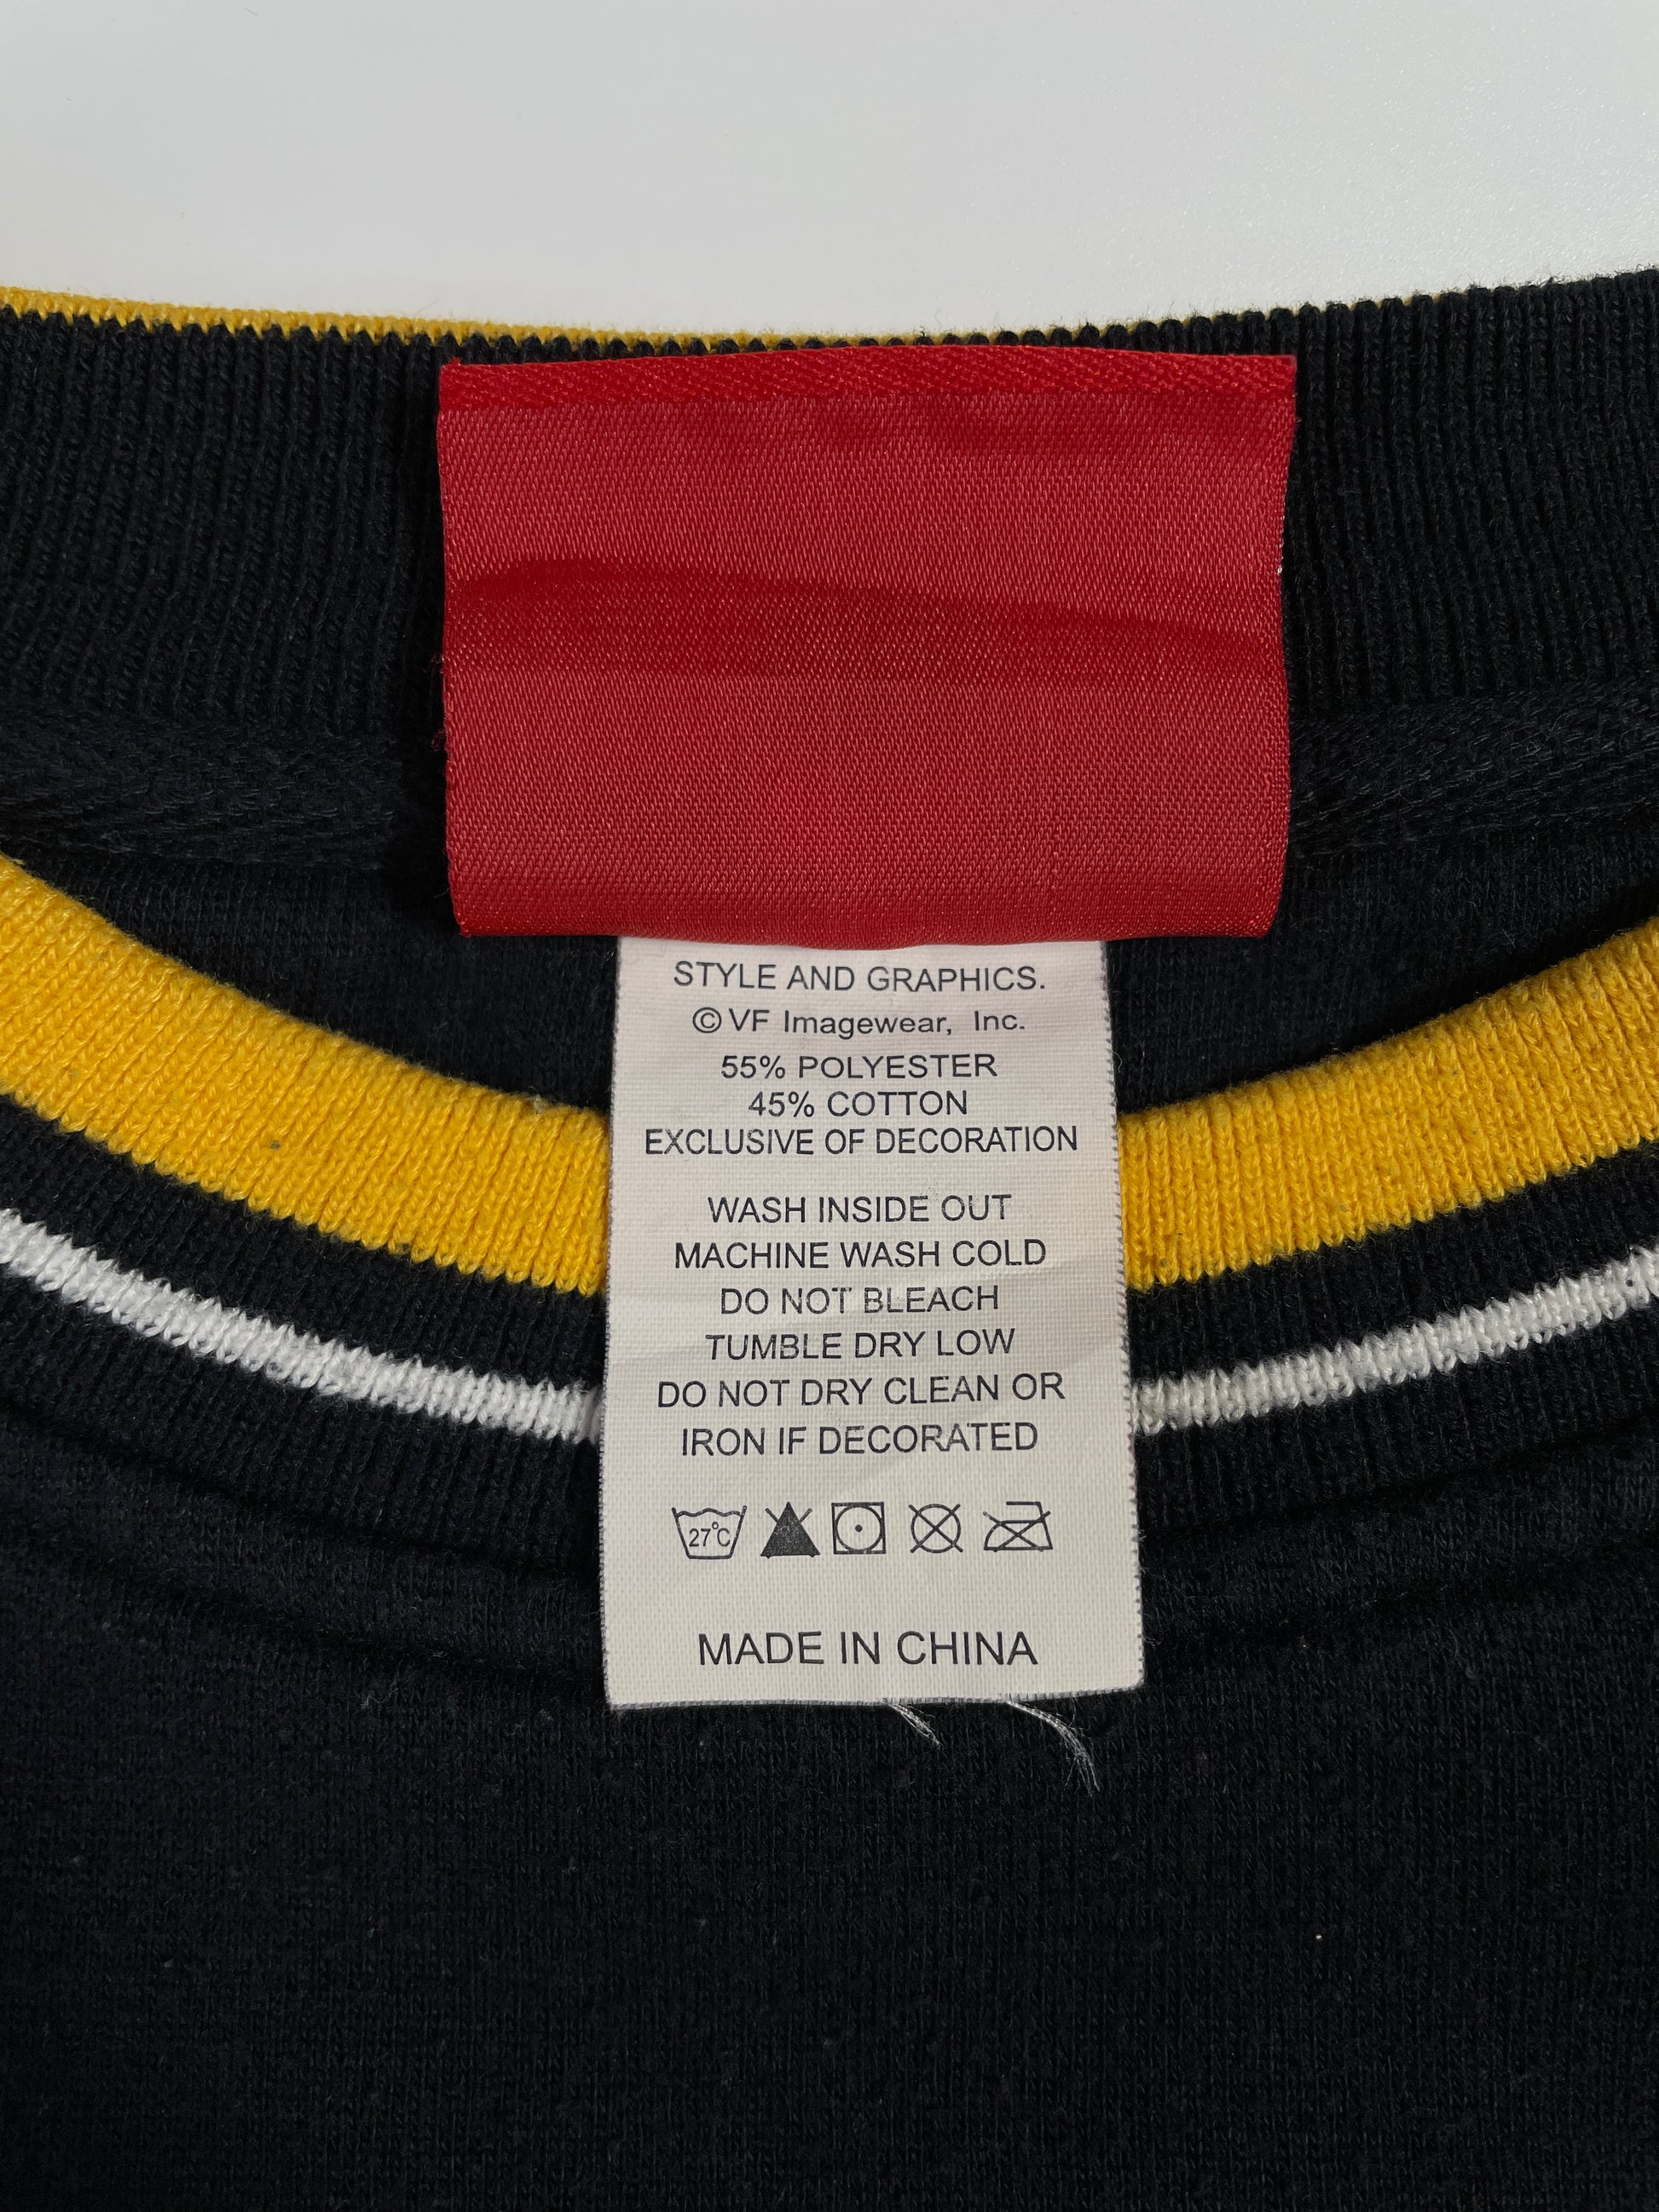 STYLE AND GRAPHICS.
© VF Imagewear, Inc.
55% POLYESTER
45% COTTON
EXCLUSIVE OF DECORATION
WASH INSIDE OUT
MACHINE WASH COLD
DO NOT BLEACH
TUMBLE DRY LOW
DO NOT DRY CLEAN OR
IRON IF DECORATED
27°C
MADE IN CHINA